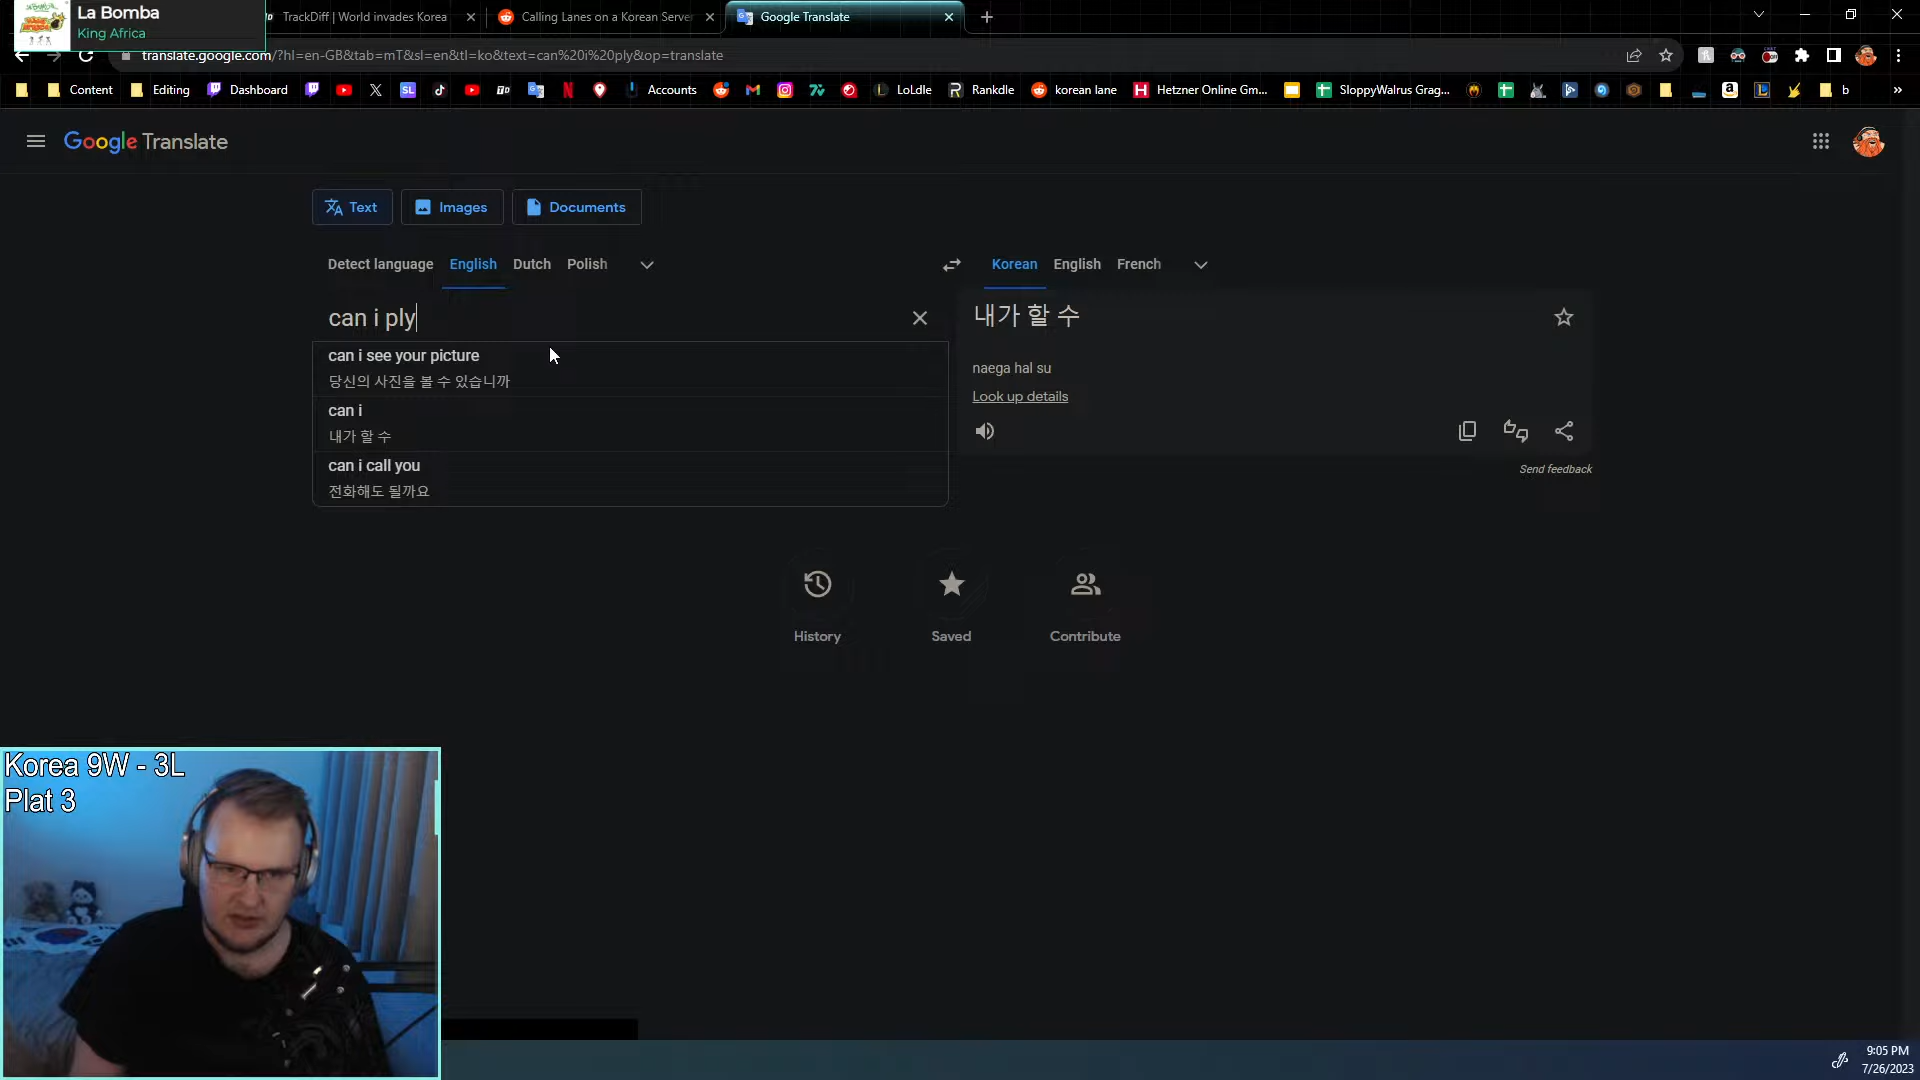 La Bomba
King Africa
TrackDiff | World invades Korea
Calling Lanes on a Korean Server
Google Translate
translate.google.com/?hl=en-GB&tab=mT&sl=en&tl=ko&text=can%20i%20ply&op=translate
Content
Editing
Dashboard
SL
TD
Accounts
LoLdle
Rankdle
korean lane
Hetzner Online Gm...
SloppyWalrus Grag...
b
Google Translate
Text
Images
Documents
Detect language
English
Dutch
Polish
Korean
English
French
can i ply
내가 할 수
naega hal su
Look up details
can i see your picture
당신의 사진을 볼 수 있습니까
can i
내가 할 수
can i call you
전화해도 될까요
Send feedback
History
Saved
Contribute
Korea 9W - 3L
Plat 3
9:05 PM
7/26/2023